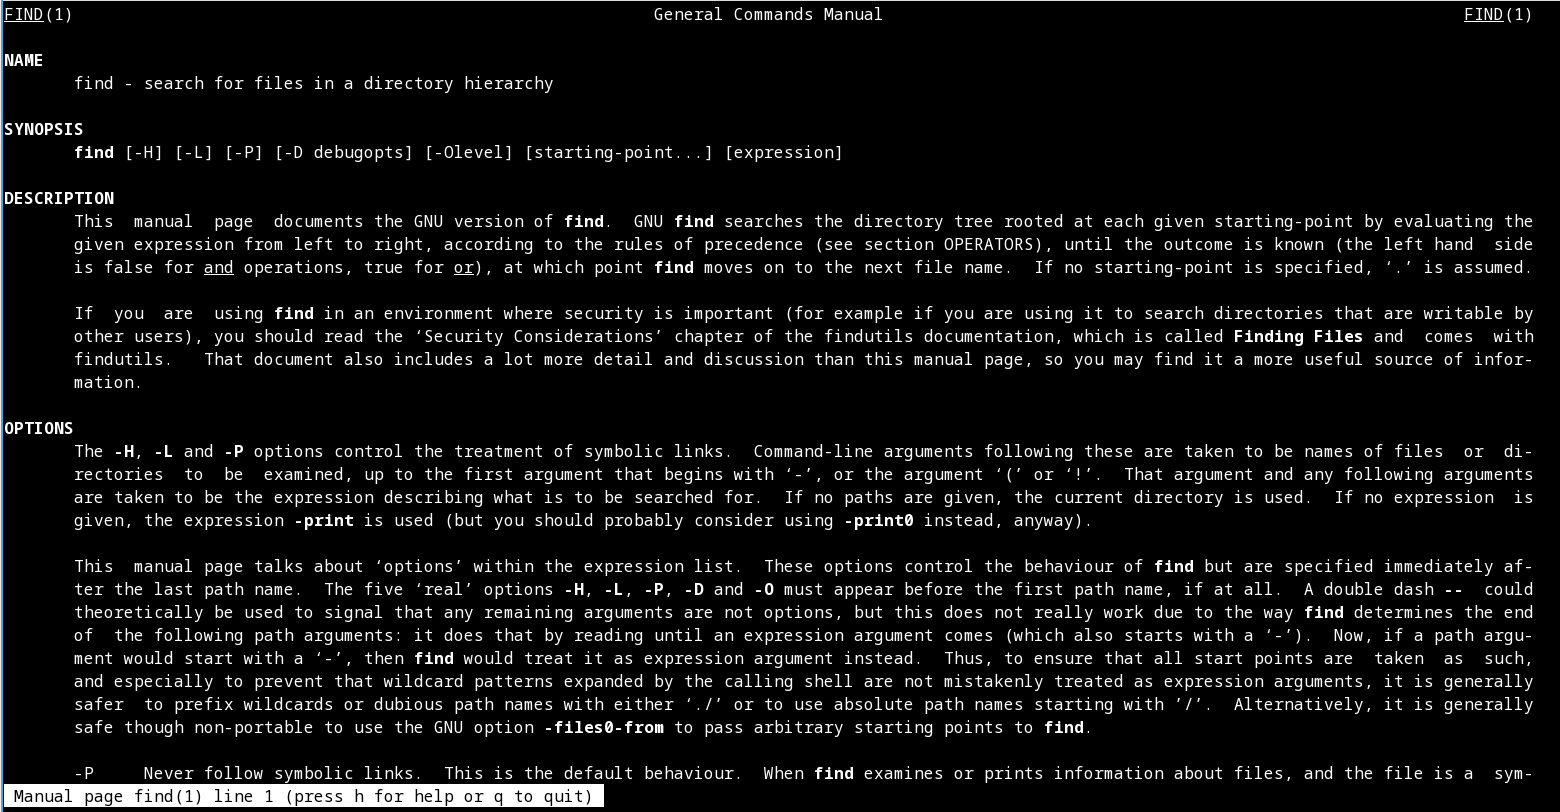 FIND(1) General Commands Manual FIND(1)
NAME
find - search for files in a directory hierarchy
SYNOPSIS
find [-H] [-L] [-P] [-D debugopts] [-Olevel] [starting-point...] [expression]
DESCRIPTION
This manual page documents the GNU version of find. GNU find searches the directory tree rooted at each given starting-point by evaluating the
given expression from left to right, according to the rules of precedence (see section OPERATORS), until the outcome is known (the left hand side
is false for and operations, true for or), at which point find moves on to the next file name. If no starting-point is specified, ‘.’ is assumed.
If you are using find in an environment where security is important (for example if you are using it to search directories that are writable by
other users), you should read the ‘Security Considerations’ chapter of the findutils documentation, which is called Finding Files and comes with
findutils. That document also includes a lot more detail and discussion than this manual page, so you may find it a more useful source of infor-
mation.
OPTIONS
The -H, -L and -P options control the treatment of symbolic links. Command-line arguments following these are taken to be names of files or di-
rectories to be examined, up to the first argument that begins with ‘-’, or the argument ‘(’ or ‘!’. That argument and any following arguments
are taken to be the expression describing what is to be searched for. If no paths are given, the current directory is used. If no expression is
given, the expression -print is used (but you should probably consider using -print0 instead, anyway).
This manual page talks about ‘options’ within the expression list. These options control the behaviour of find but are specified immediately af-
ter the last path name. The five ‘real’ options -H, -L, -P, -D and -O must appear before the first path name, if at all. A double dash -- could
theoretically be used to signal that any remaining arguments are not options, but this does not really work due to the way find determines the end
of the following path arguments: it does that by reading until an expression argument comes (which also starts with a ‘-’). Now, if a path argu-
ment would start with a ‘-’, then find would treat it as expression argument instead. Thus, to ensure that all start points are taken as such,
and especially to prevent that wildcard patterns expanded by the calling shell are not mistakenly treated as expression arguments, it is generally
safer to prefix wildcards or dubious path names with either ‘./’ or to use absolute path names starting with ’/’. Alternatively, it is generally
safe though non-portable to use the GNU option -files0-from to pass arbitrary starting points to find.
-P Never follow symbolic links. This is the default behaviour. When find examines or prints information about files, and the file is a sym-
Manual page find(1) line 1 (press h for help or q to quit)